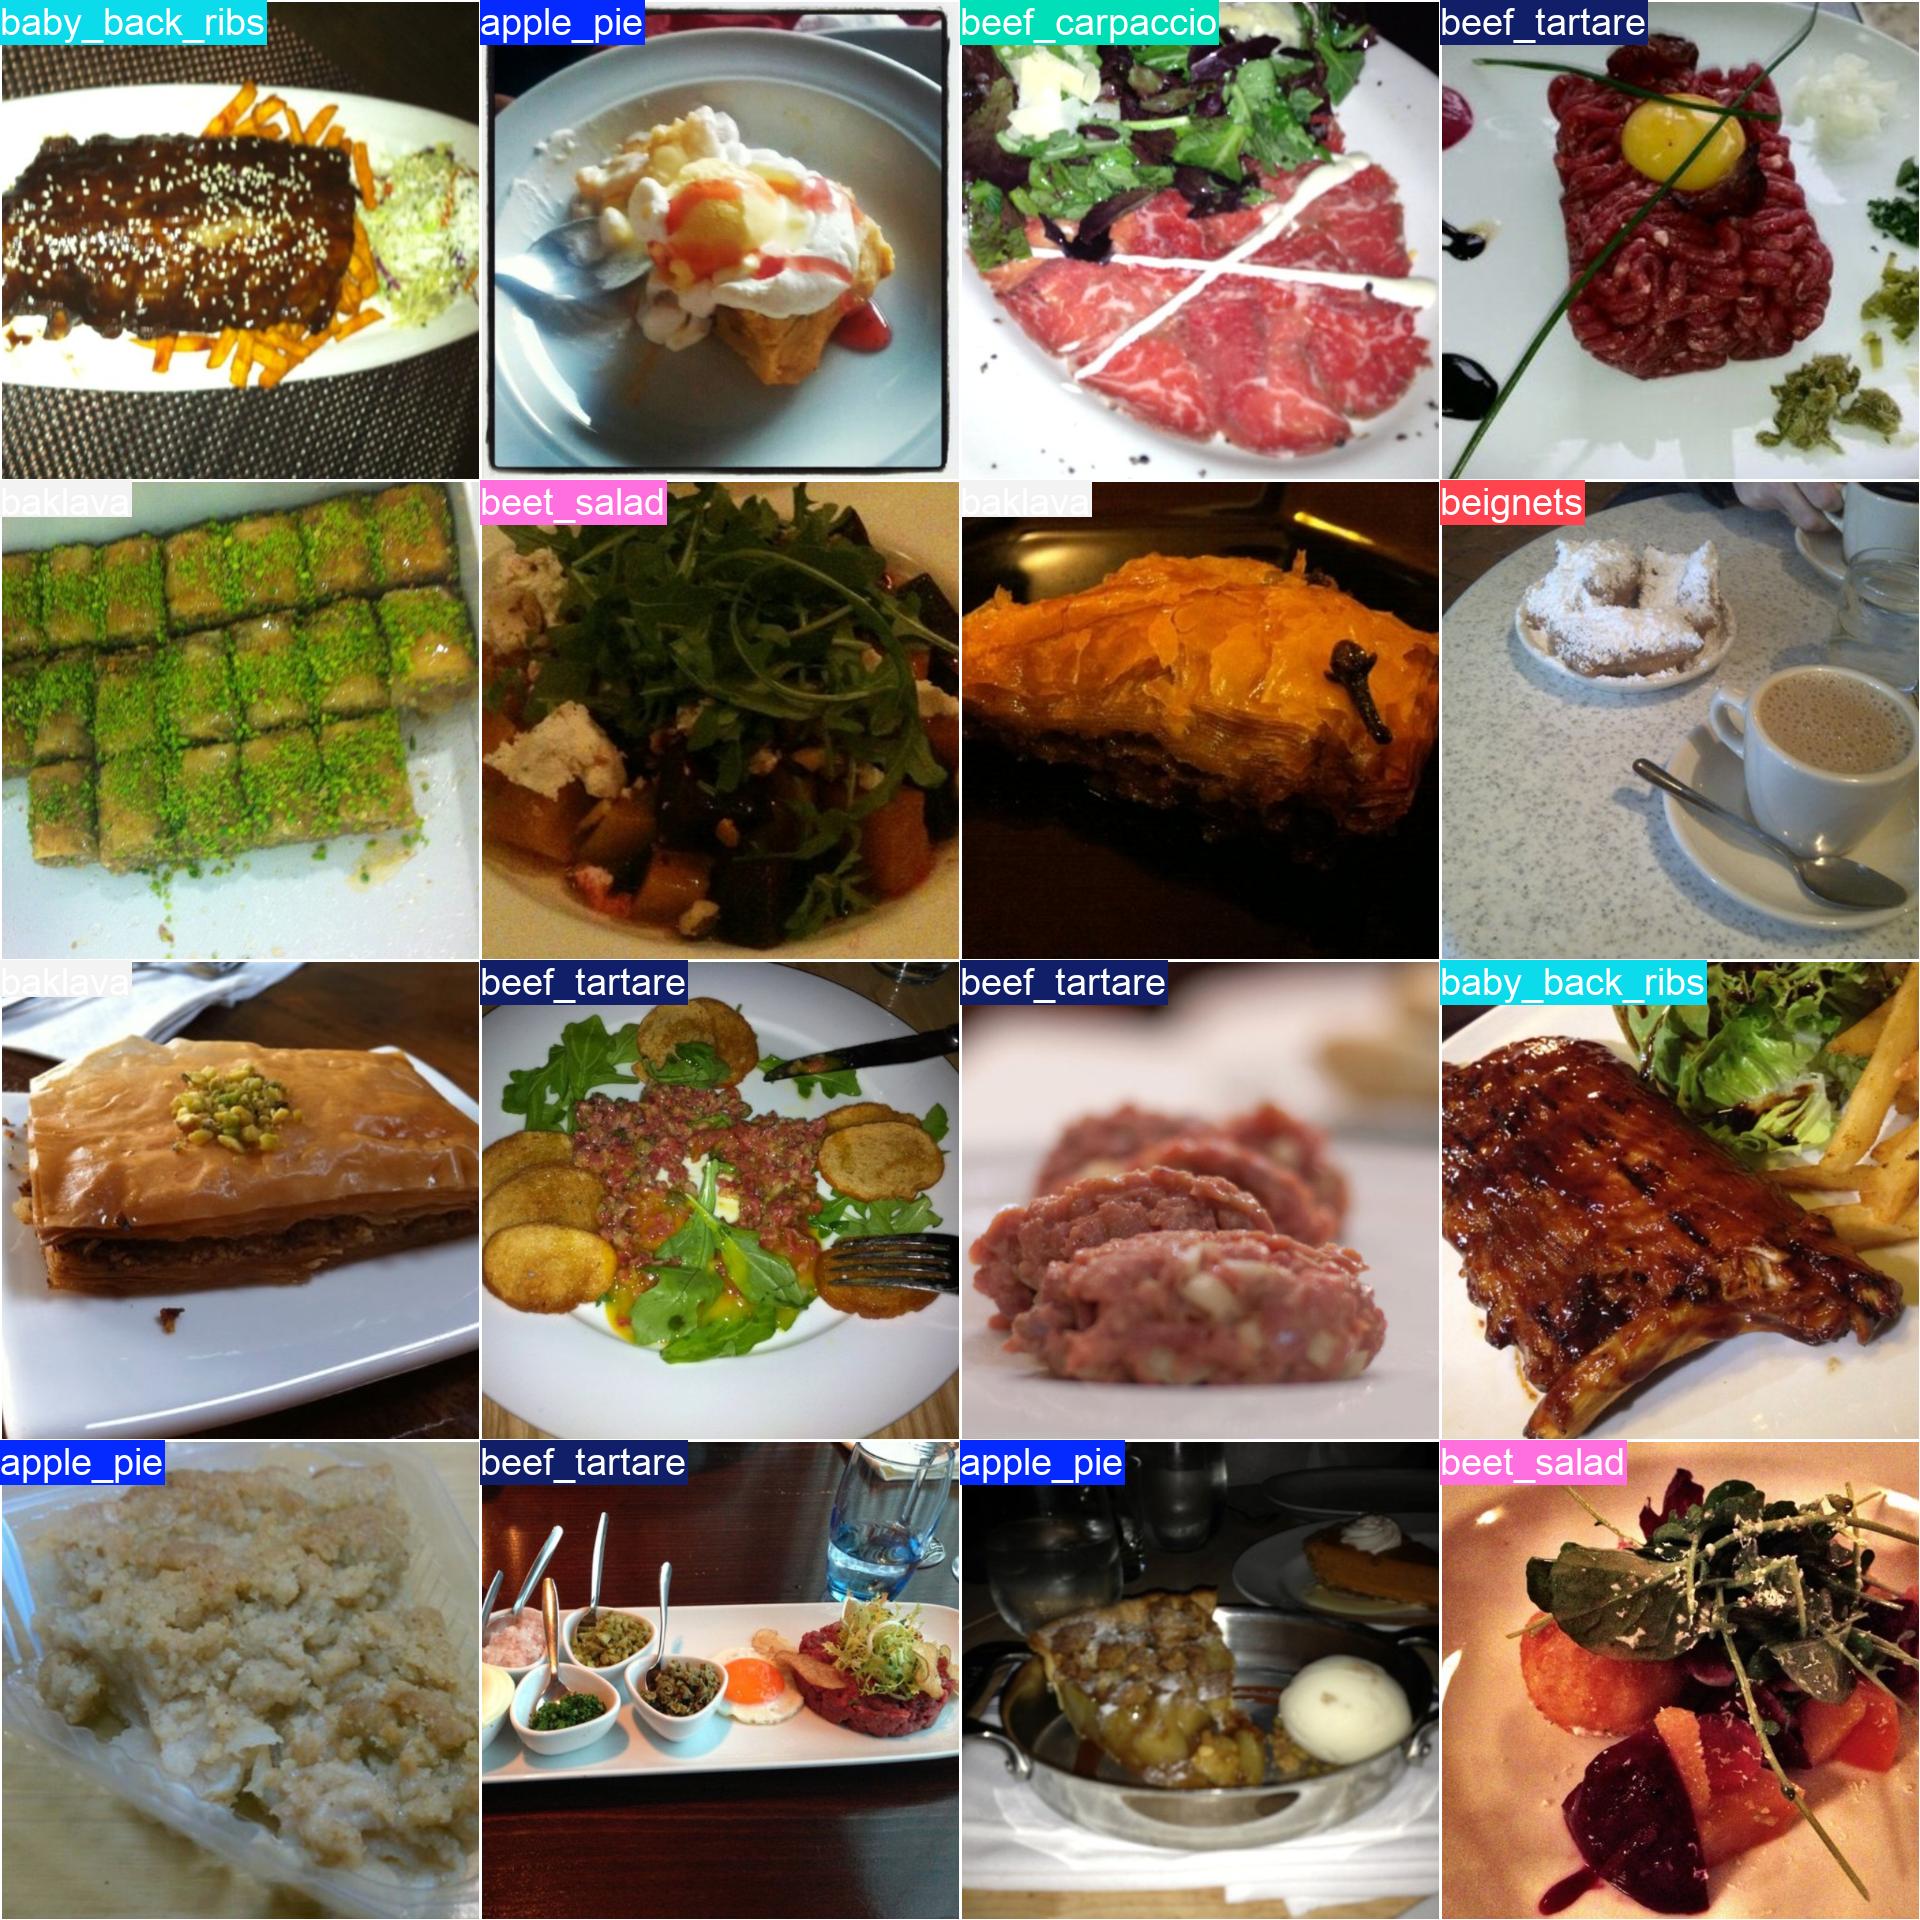 baby_back_ribs
apple_pie
beef_carpaccio
beef_tartare
baklava
beet_salad
baklava
beignets
baklava
beef_tartare
beef_tartare
baby_back_ribs
apple_pie
beef_tartare
apple_pie
beet_salad